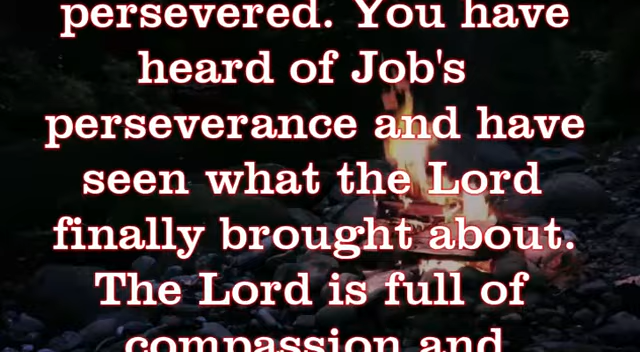 persevered. You have
heard of Job's
perseverance and have
seen what the Lord
finally brought about.
The Lord is full of
compassion and